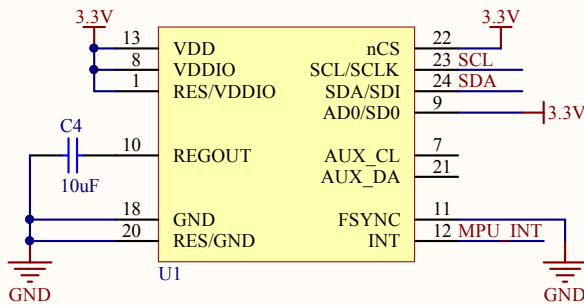 3.3V
13 VDD nCS 22 3.3V
8 VDDIO SCL/SCLK 23 SCL
1 RES/VDDIO SDA/SDI 24 SDA
AD0/SD0 9 3.3V
C4
10uF
10 REGOUT AUX_CL 7
AUX_DA 21
18 GND FSYNC 11
20 RES/GND INT 12 MPU_INT
U1
GND
GND